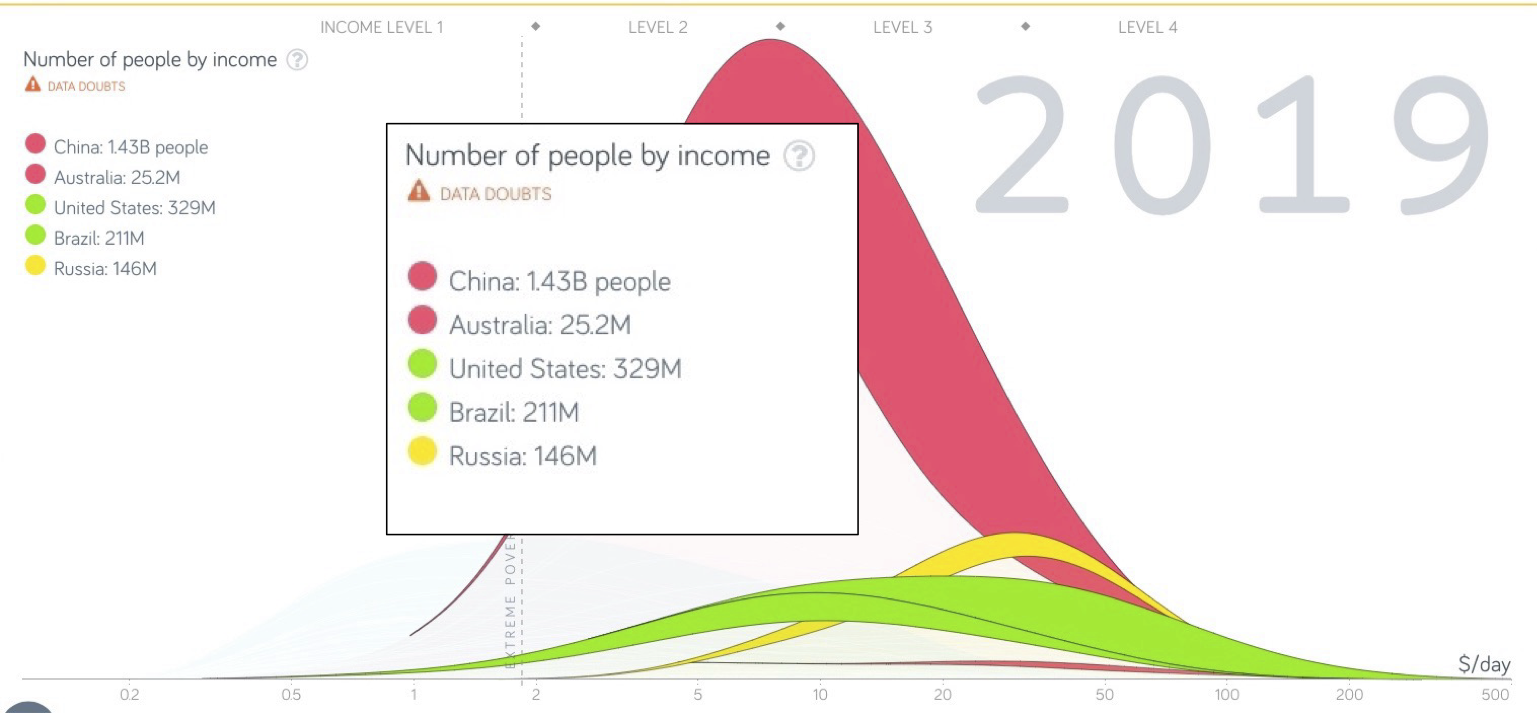 INCOME LEVEL 1 ◆ LEVEL 2 ◆ LEVEL 3 ◆ LEVEL 4
Number of people by income ?
DATA DOUBTS
China: 1.43B people
Australia: 25.2M
United States: 329M
Brazil: 211M
Russia: 146M
2019
Number of people by income ?
DATA DOUBTS
China: 1.43B people
Australia: 25.2M
United States: 329M
Brazil: 211M
Russia: 146M
$/day
0.2 0.5 1 2 5 10 20 50 100 200 500